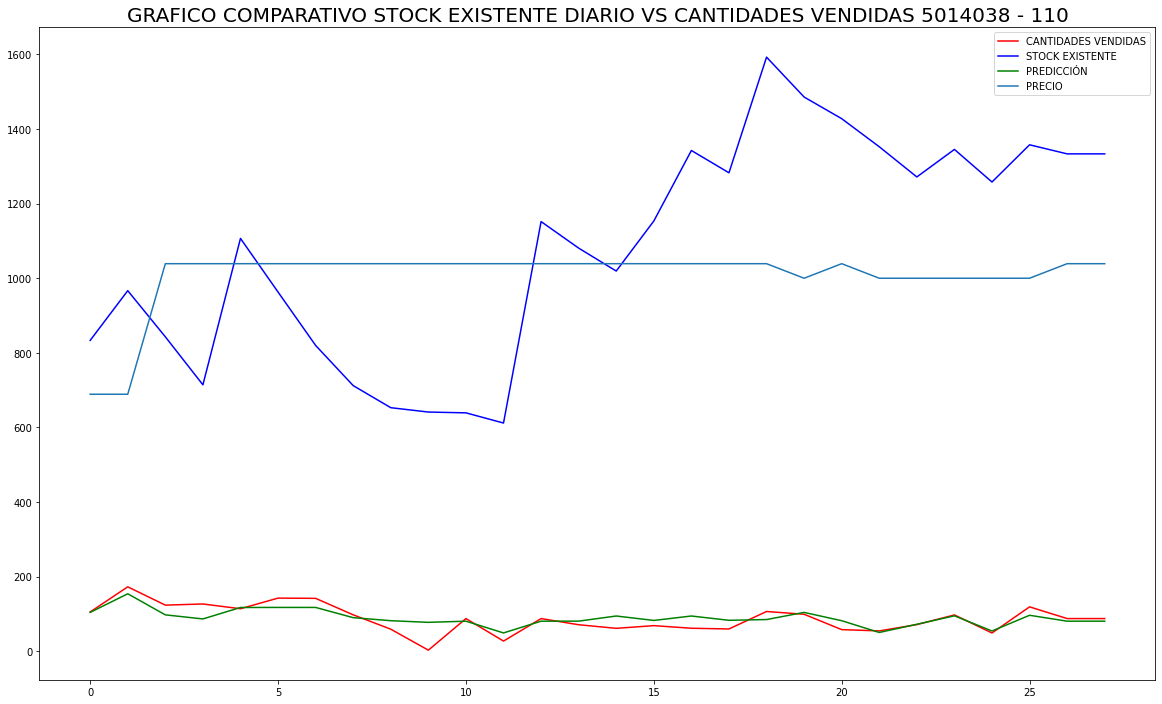 GRAFICO COMPARATIVO STOCK EXISTENTE DIARIO VS CANTIDADES VENDIDAS 5014038 - 110
CANTIDADES VENDIDAS
STOCK EXISTENTE
PREDICCIÓN
PRECIO
1600
1400
1200
1000
800
600
400
200
0
0 5 10 15 20 25